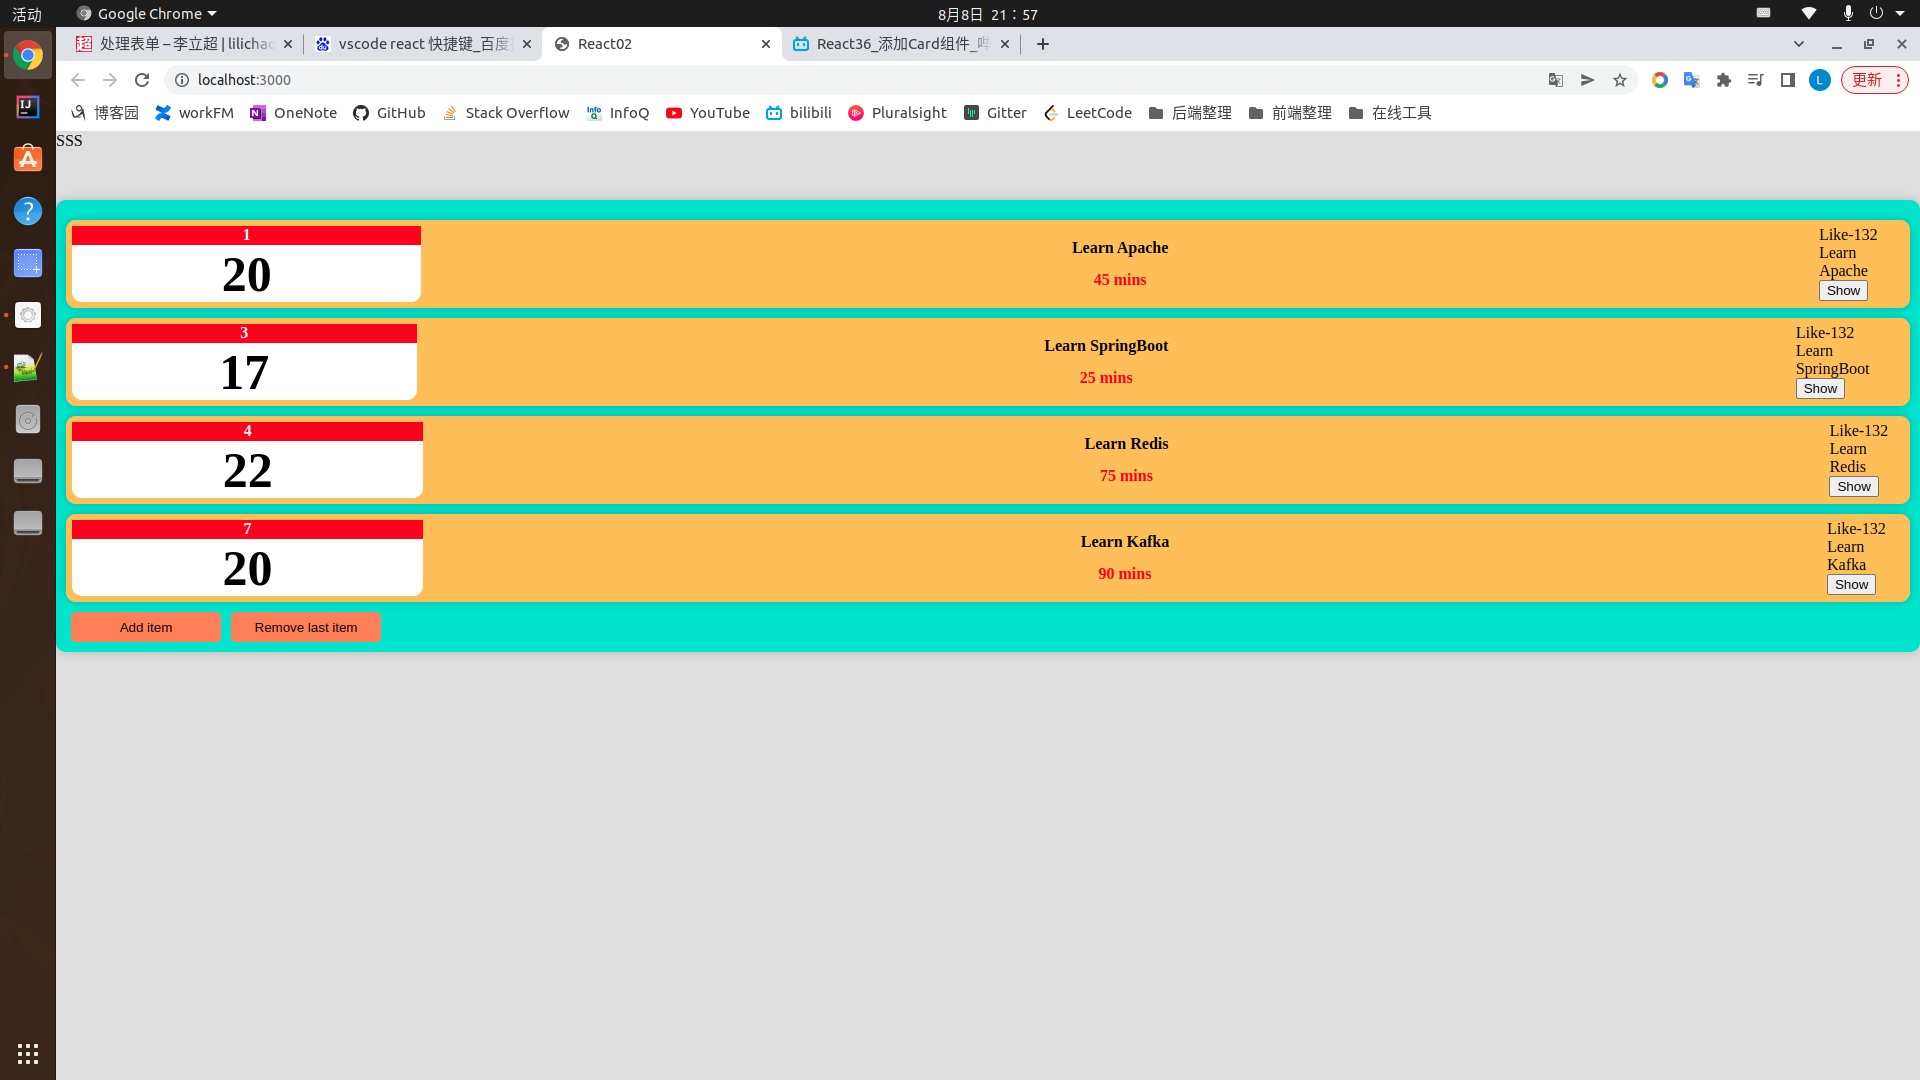 活动
Google Chrome
8月8日 21：57
处理表单 – 李立超 | lilichao
vscode react 快捷键_百度
React02
React36_添加Card组件_哔
localhost:3000
更新
L
博客园
workFM
OneNote
GitHub
Stack Overflow
InfoQ
YouTube
bilibili
Pluralsight
Gitter
LeetCode
后端整理
前端整理
在线工具
SSS
1
20
Learn Apache
45 mins
Like-132
Learn
Apache
Show
3
17
Learn SpringBoot
25 mins
Like-132
Learn
SpringBoot
Show
4
22
Learn Redis
75 mins
Like-132
Learn
Redis
Show
7
20
Learn Kafka
90 mins
Like-132
Learn
Kafka
Show
Add item
Remove last item